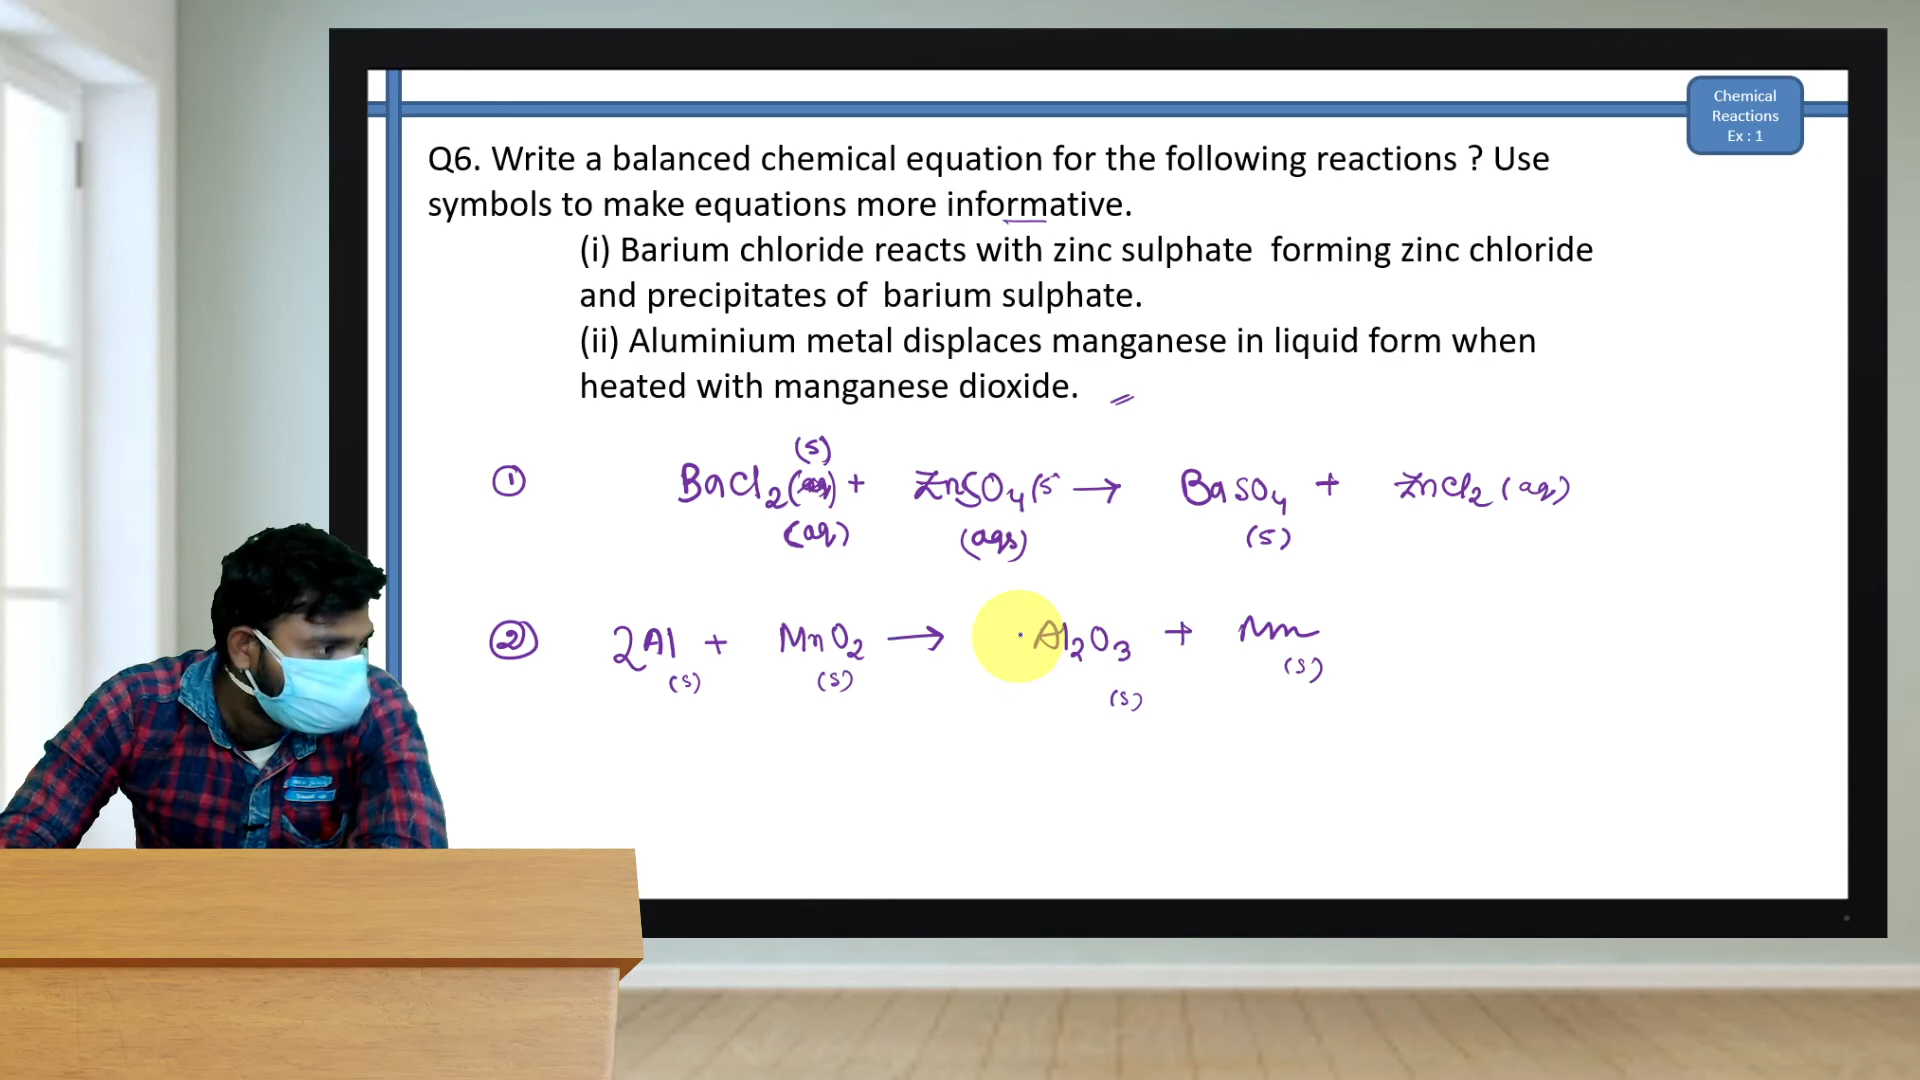 Chemical
Reactions
Ex : 1
Q6. Write a balanced chemical equation for the following reactions ? Use
symbols to make equations more informative.
(i) Barium chloride reacts with zinc sulphate forming zinc chloride
and precipitates of barium sulphate.
(ii) Aluminium metal displaces manganese in liquid form when
heated with manganese dioxide.
(s)
① BaCl2 + ZnSO4 (s → BaSO4 + ZnCl2 (aq)
(aq) (aqs) (s)
② 2Al + MnO2 → Al2O3 + Mn
(s) (s) (s) (s)